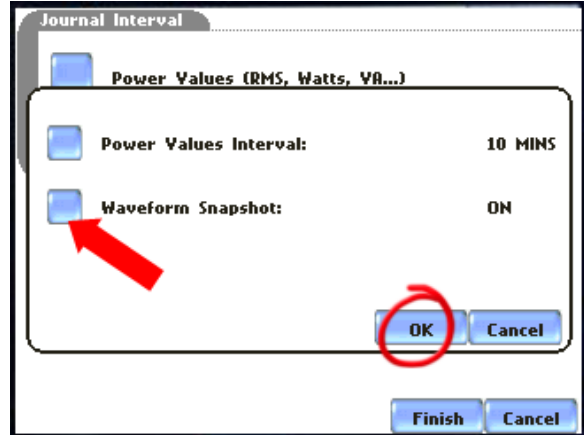 Journal Interval
Power Values (RMS, Watts, VA...)
Power Values Interval: 10 MINS
Waveform Snapshot: ON
OK Cancel
Finish Cancel